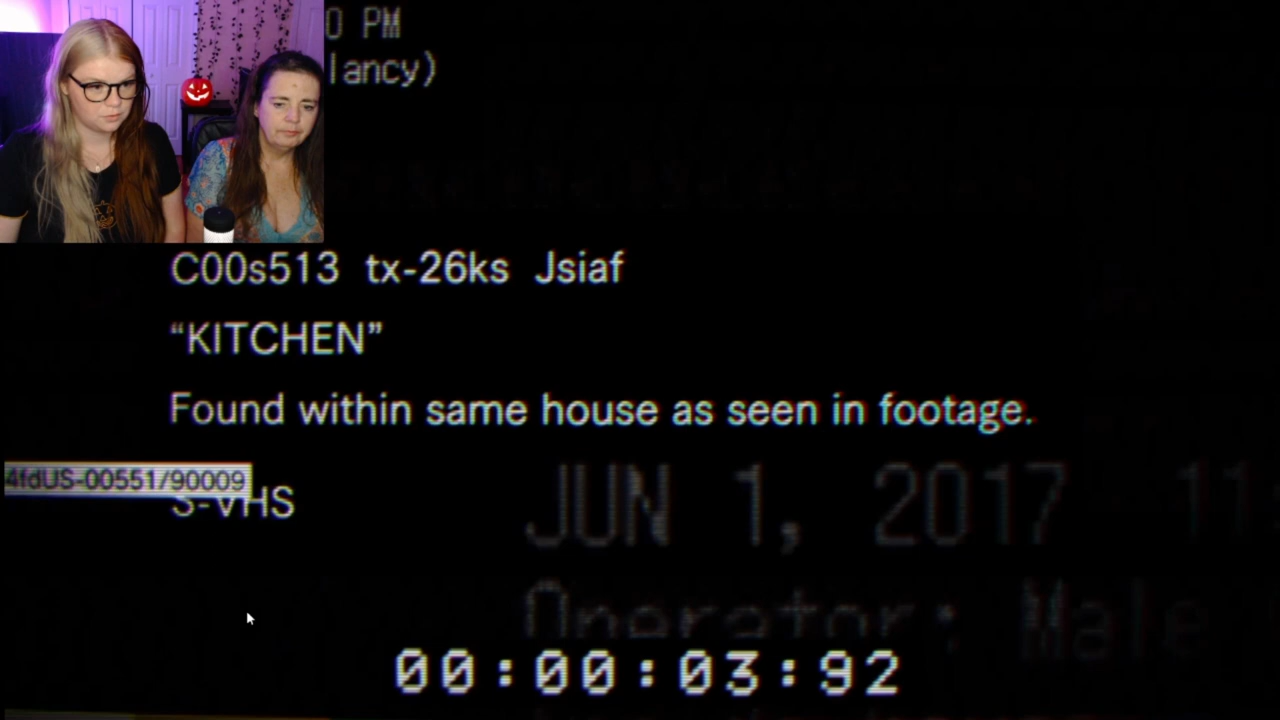 0 PM
lancy)
C00s513 tx-26ks Jsiaf
“KITCHEN”
Found within same house as seen in footage.
4fdUS-00551/90009
S-VHS
JUN 1, 2017 11
Operator: Male
00:00:03:92